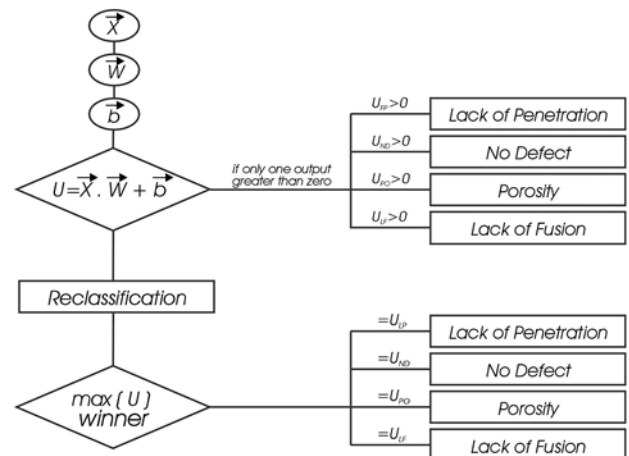 X
W
b
U=X . W + b
if only one output
greater than zero
U_FP>0
Lack of Penetration
U_ND>0
No Defect
U_PO>0
Porosity
U_LF>0
Lack of Fusion
Reclassification
max ( U )
winner
=U_LP
Lack of Penetration
=U_ND
No Defect
=U_PO
Porosity
=U_LF
Lack of Fusion